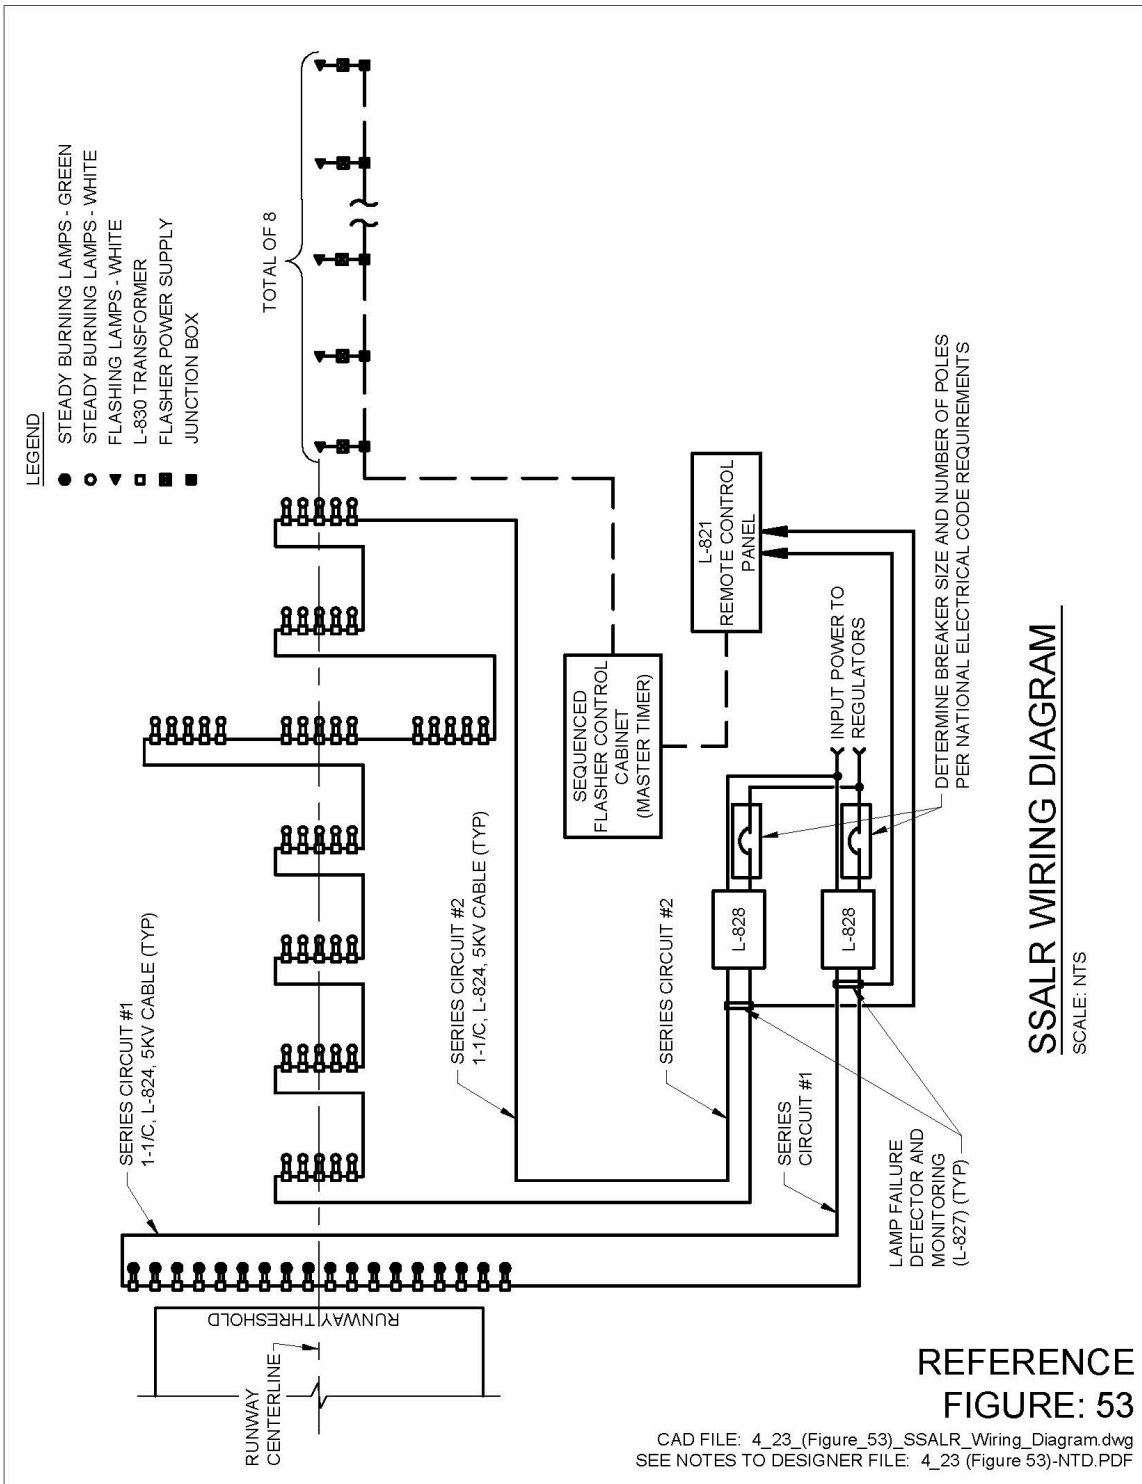 LEGEND
STEADY BURNING LAMPS - GREEN
STEADY BURNING LAMPS - WHITE
FLASHING LAMPS - WHITE
L-830 TRANSFORMER
FLASHER POWER SUPPLY
JUNCTION BOX
TOTAL OF 8
SERIES CIRCUIT #1
1-1/C, L-824, 5KV CABLE (TYP)
SERIES CIRCUIT #2
1-1/C, L-824, 5KV CABLE (TYP)
RUNWAY THRESHOLD
RUNWAY
CENTERLINE
SEQUENCED
FLASHER CONTROL
CABINET
(MASTER TIMER)
L-821
REMOTE CONTROL
PANEL
SERIES CIRCUIT #2
L-828
L-828
INPUT POWER TO
REGULATORS
SERIES
CIRCUIT #1
LAMP FAILURE
DETECTOR AND
MONITORING
(L-827) (TYP)
DETERMINE BREAKER SIZE AND NUMBER OF POLES
PER NATIONAL ELECTRICAL CODE REQUIREMENTS
SSALR WIRING DIAGRAM
SCALE: NTS
REFERENCE
FIGURE: 53
CAD FILE: 4_23_(Figure_53)_SSALR_Wiring_Diagram.dwg
SEE NOTES TO DESIGNER FILE: 4_23 (Figure 53)-NTD.PDF